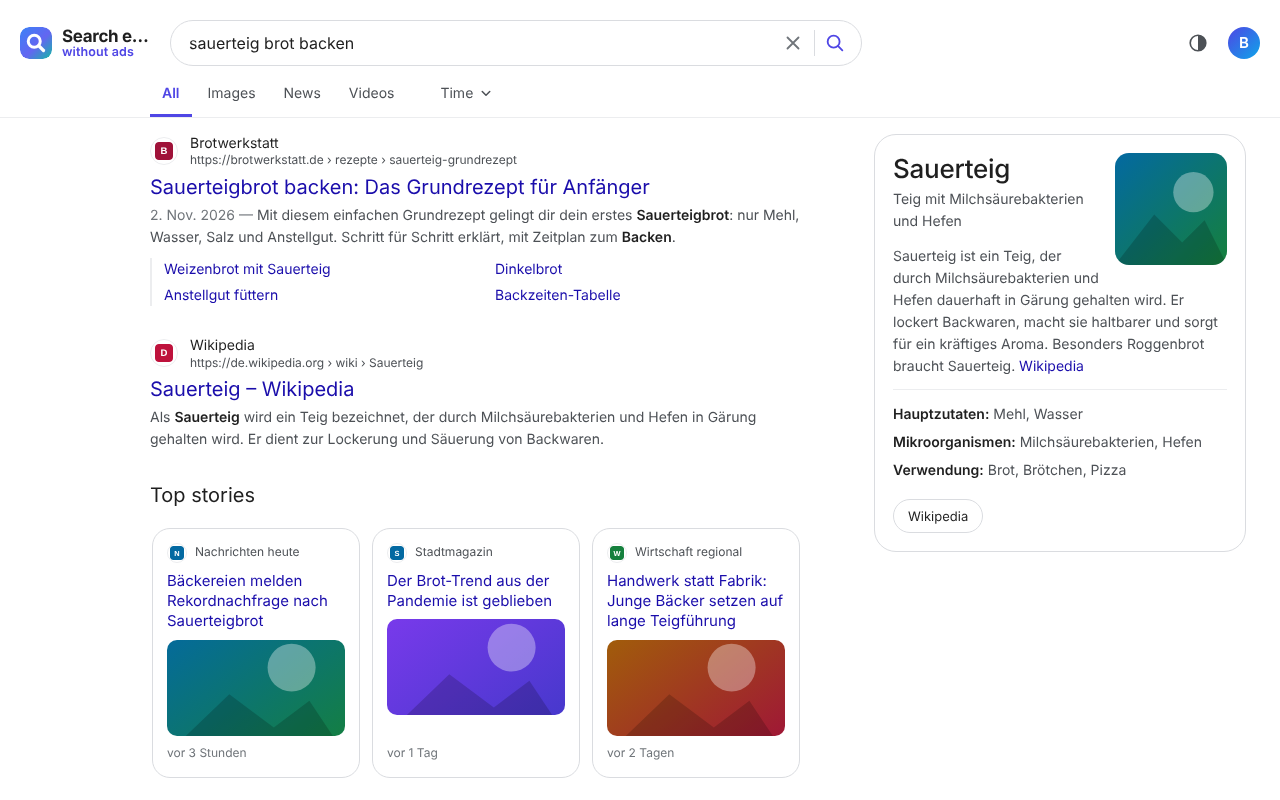 Search e...
without ads
sauerteig brot backen
B
All
Images
News
Videos
Time
B
Brotwerkstatt
https://brotwerkstatt.de › rezepte › sauerteig-grundrezept
Sauerteigbrot backen: Das Grundrezept für Anfänger
2. Nov. 2026 — Mit diesem einfachen Grundrezept gelingt dir dein erstes Sauerteigbrot: nur Mehl,
Wasser, Salz und Anstellgut. Schritt für Schritt erklärt, mit Zeitplan zum Backen.
Weizenbrot mit Sauerteig
Dinkelbrot
Anstellgut füttern
Backzeiten-Tabelle
D
Wikipedia
https://de.wikipedia.org › wiki › Sauerteig
Sauerteig – Wikipedia
Als Sauerteig wird ein Teig bezeichnet, der durch Milchsäurebakterien und Hefen in Gärung
gehalten wird. Er dient zur Lockerung und Säuerung von Backwaren.
Top stories
N
Nachrichten heute
Bäckereien melden
Rekordnachfrage nach
Sauerteigbrot
vor 3 Stunden
S
Stadtmagazin
Der Brot-Trend aus der
Pandemie ist geblieben
vor 1 Tag
W
Wirtschaft regional
Handwerk statt Fabrik:
Junge Bäcker setzen auf
lange Teigführung
vor 2 Tagen
Sauerteig
Teig mit Milchsäurebakterien
und Hefen
Sauerteig ist ein Teig, der
durch Milchsäurebakterien und
Hefen dauerhaft in Gärung gehalten wird. Er
lockert Backwaren, macht sie haltbarer und sorgt
für ein kräftiges Aroma. Besonders Roggenbrot
braucht Sauerteig. Wikipedia
Hauptzutaten: Mehl, Wasser
Mikroorganismen: Milchsäurebakterien, Hefen
Verwendung: Brot, Brötchen, Pizza
Wikipedia